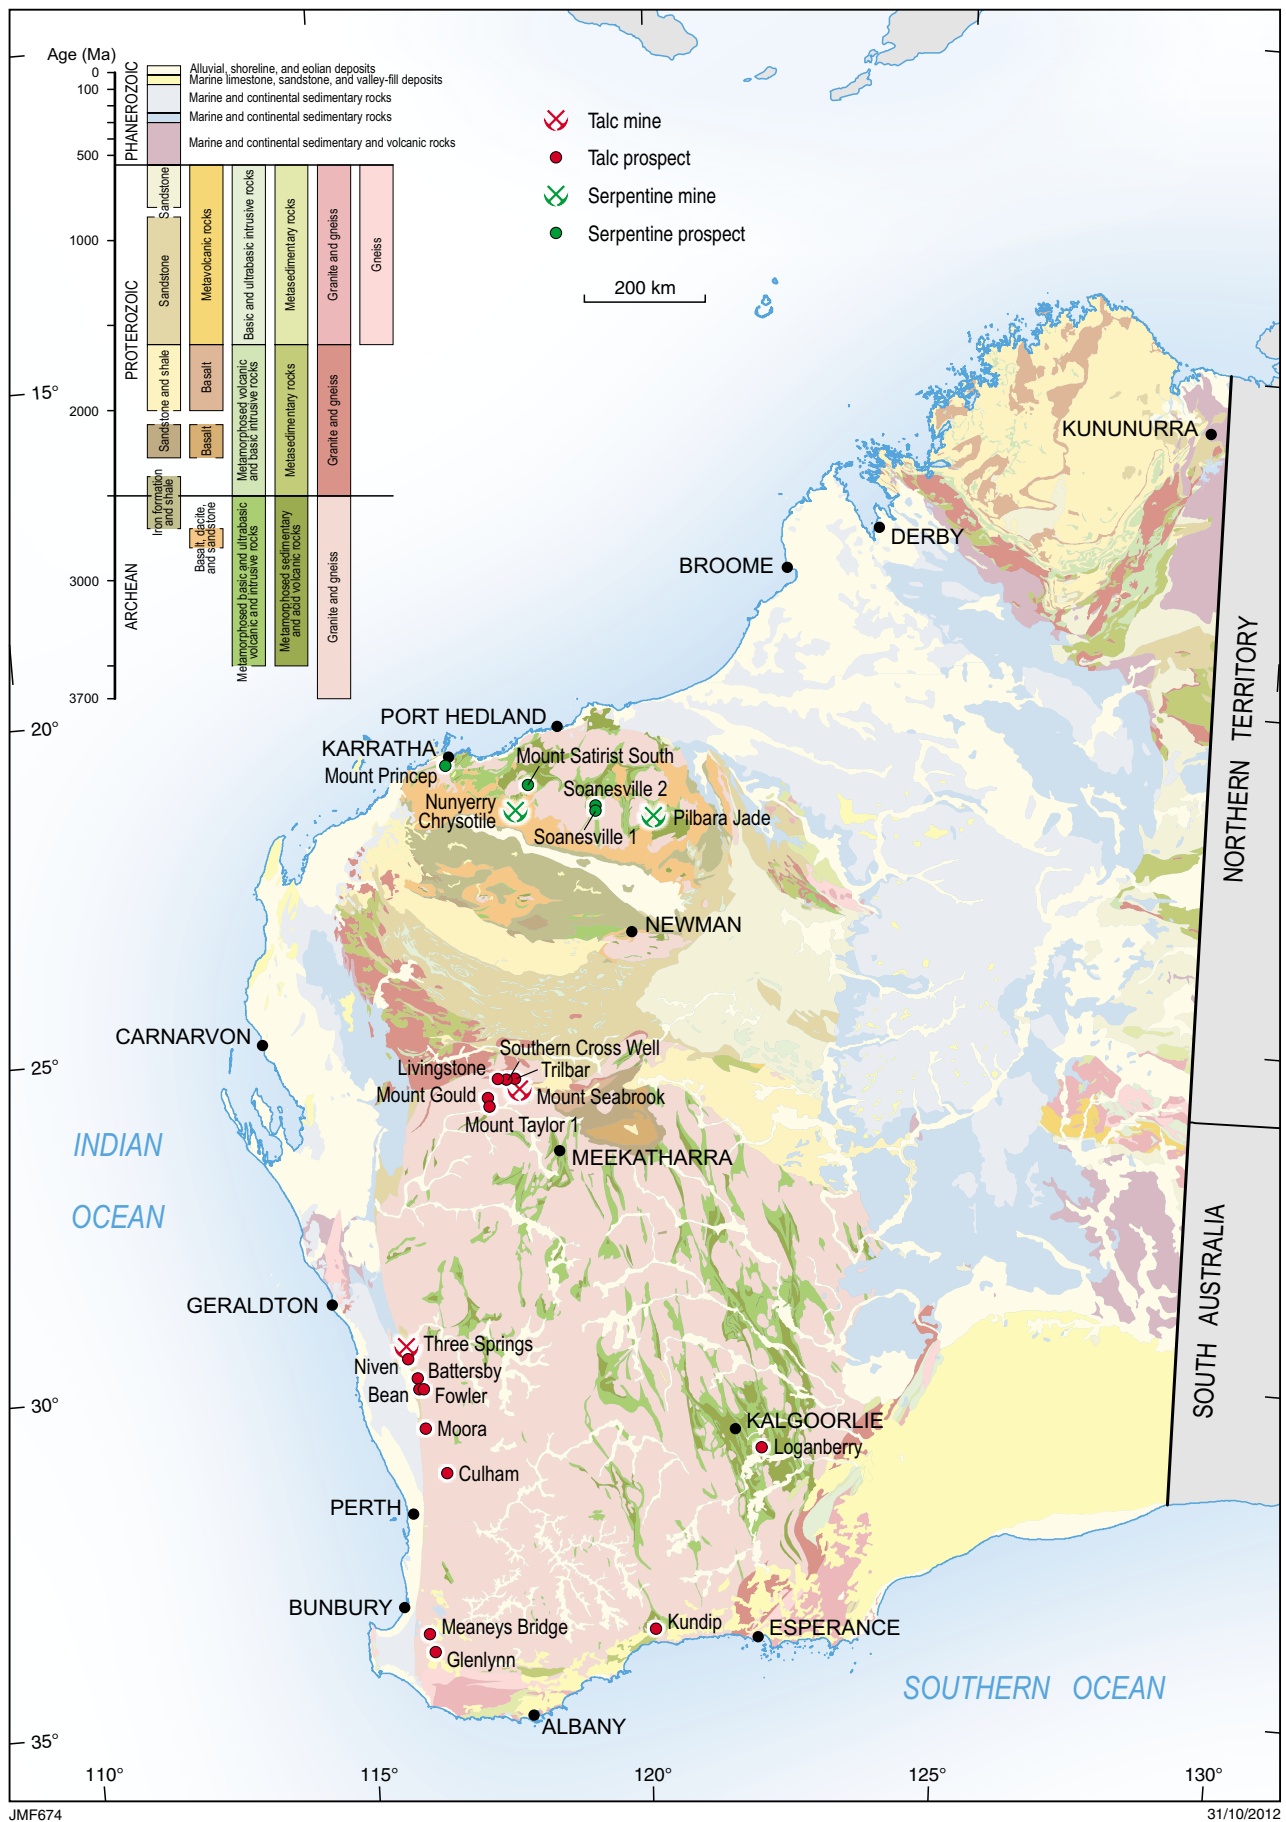 Age (Ma)
0
100
500
1000
2000
3000
3700
PHANEROZOIC
PROTEROZOIC
ARCHEAN
Alluvial, shoreline, and eolian deposits
Marine limestone, sandstone, and valley-fill deposits
Marine and continental sedimentary rocks
Marine and continental sedimentary rocks
Marine and continental sedimentary and volcanic rocks
Sandstone
Sandstone
Sandstone and shale
Sandstone and shale
Iron formation
and shale
Metavolcanic rocks
Basalt
Basalt
Basalt, dacite,
and sandstone
Basic and ultrabasic intrusive rocks
Metamorphosed volcanic
and basic intrusive rocks
Metamorphosed basic and ultrabasic
volcanic and intrusive rocks
Metasedimentary rocks
Metasedimentary rocks
Metamorphosed sedimentary
and acid volcanic rocks
Granite and gneiss
Granite and gneiss
Granite and gneiss
Gneiss
Talc mine
Talc prospect
Serpentine mine
Serpentine prospect
200 km
15°
KUNUNURRA
DERBY
BROOME
NORTHERN TERRITORY
20°
PORT HEDLAND
KARRATHA
Mount Princep
Mount Satirist South
Soanesville 2
Nunyerry
Chrysotile
Pilbara Jade
Soanesville 1
NEWMAN
CARNARVON
25°
Southern Cross Well
Livingstone
Trilbar
Mount Gould
Mount Seabrook
Mount Taylor 1
MEEKATHARRA
INDIAN
OCEAN
SOUTH AUSTRALIA
GERALDTON
Three Springs
Niven
Battersby
Bean
Fowler
30°
Moora
KALGOORLIE
Loganberry
Culham
PERTH
BUNBURY
Meaneys Bridge
Kundip
ESPERANCE
Glenlynn
SOUTHERN OCEAN
ALBANY
35°
110°
115°
120°
125°
130°
JMF674
31/10/2012